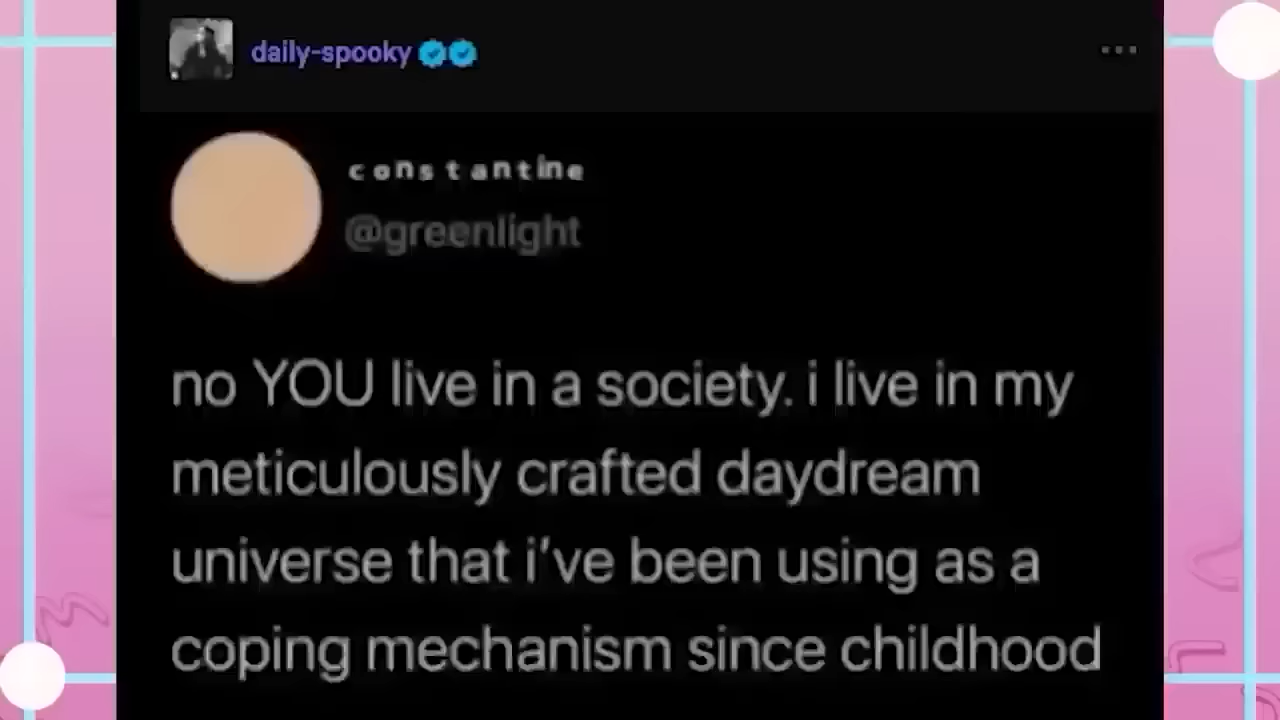 daily-spooky
constantine
@greenlight
no YOU live in a society. i live in my
meticulously crafted daydream
universe that i've been using as a
coping mechanism since childhood